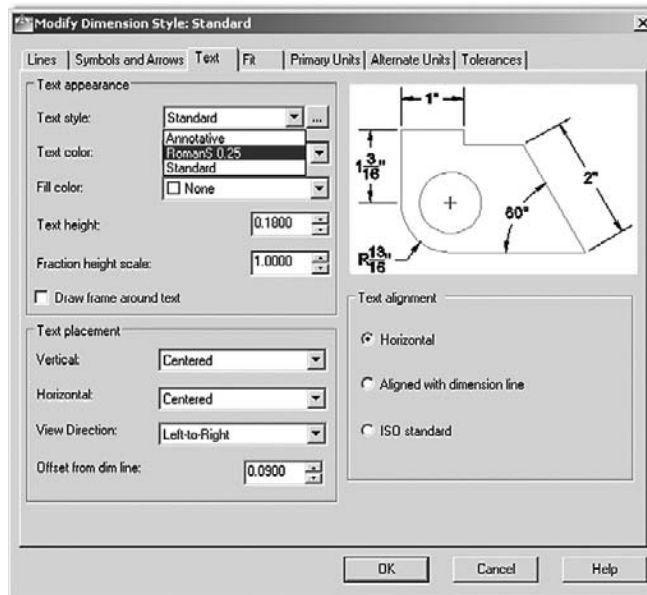 Modify Dimension Style: Standard
Lines Symbols and Arrows Text Fit Primary Units Alternate Units Tolerances
Text appearance
Text style: Standard ...
Annotative
RomanS 0.25
Standard
Text color:
Fill color: None
Text height: 0.1800
Fraction height scale: 1.0000
Draw frame around text
Text placement
Vertical: Centered
Horizontal: Centered
View Direction: Left-to-Right
Offset from dim line: 0.0900
1"
1 3/16"
2"
60°
R 13/16
Text alignment
Horizontal
Aligned with dimension line
ISO standard
OK Cancel Help